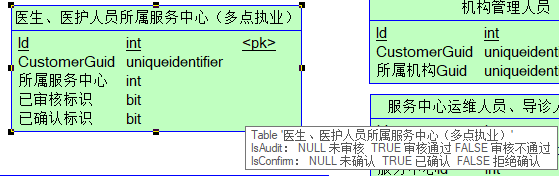 医生、医护人员所属服务中心（多点执业）
Id int <pk>
CustomerGuid uniqueidentifier
所属服务中心 int
已审核标识 bit
已确认标识 bit
机构管理人员
Id int
CustomerGuid uniqueident
所属机构Guid uniqueident
服务中心运维人员、导诊人
Table '医生、医护人员所属服务中心（多点执业）'
IsAudit： NULL 未审核 TRUE 审核通过 FALSE 审核不通过
IsConfirm： NULL 未确认 TRUE 已确认 FALSE 拒绝确认